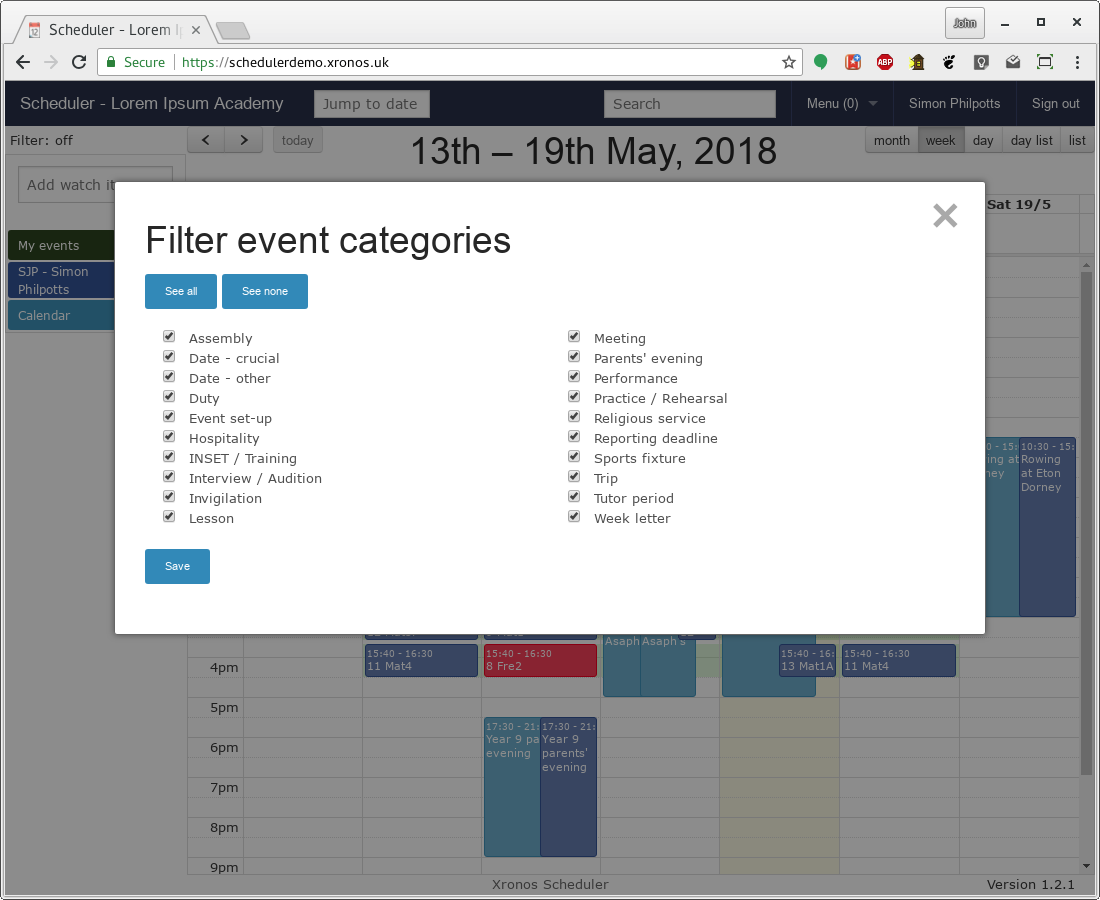 Scheduler - Lorem I
John
Secure
https://schedulerdemo.xronos.uk
ABP
Scheduler - Lorem Ipsum Academy
Jump to date
Search
Menu (0)
Simon Philpotts
Sign out
Filter: off
today
13th – 19th May, 2018
month
week
day
day list
list
Add watch it
Sat 19/5
My events
SJP - Simon
Philpotts
Calendar
Filter event categories
See all
See none
Assembly
Date - crucial
Date - other
Duty
Event set-up
Hospitality
INSET / Training
Interview / Audition
Invigilation
Lesson
Meeting
Parents' evening
Performance
Practice / Rehearsal
Religious service
Reporting deadline
Sports fixture
Trip
Tutor period
Week letter
Save
10:30 - 15:
Rowing
at Eton
Dorney
Asaph
Asaph's
4pm
15:40 - 16:30
11 Mat4
15:40 - 16:30
8 Fre2
15:40 - 16:
13 Mat1A
15:40 - 16:30
11 Mat4
5pm
17:30 - 21:
Year 9 pa
evening
17:30 - 21:
Year 9
parents'
evening
6pm
7pm
8pm
9pm
Xronos Scheduler
Version 1.2.1